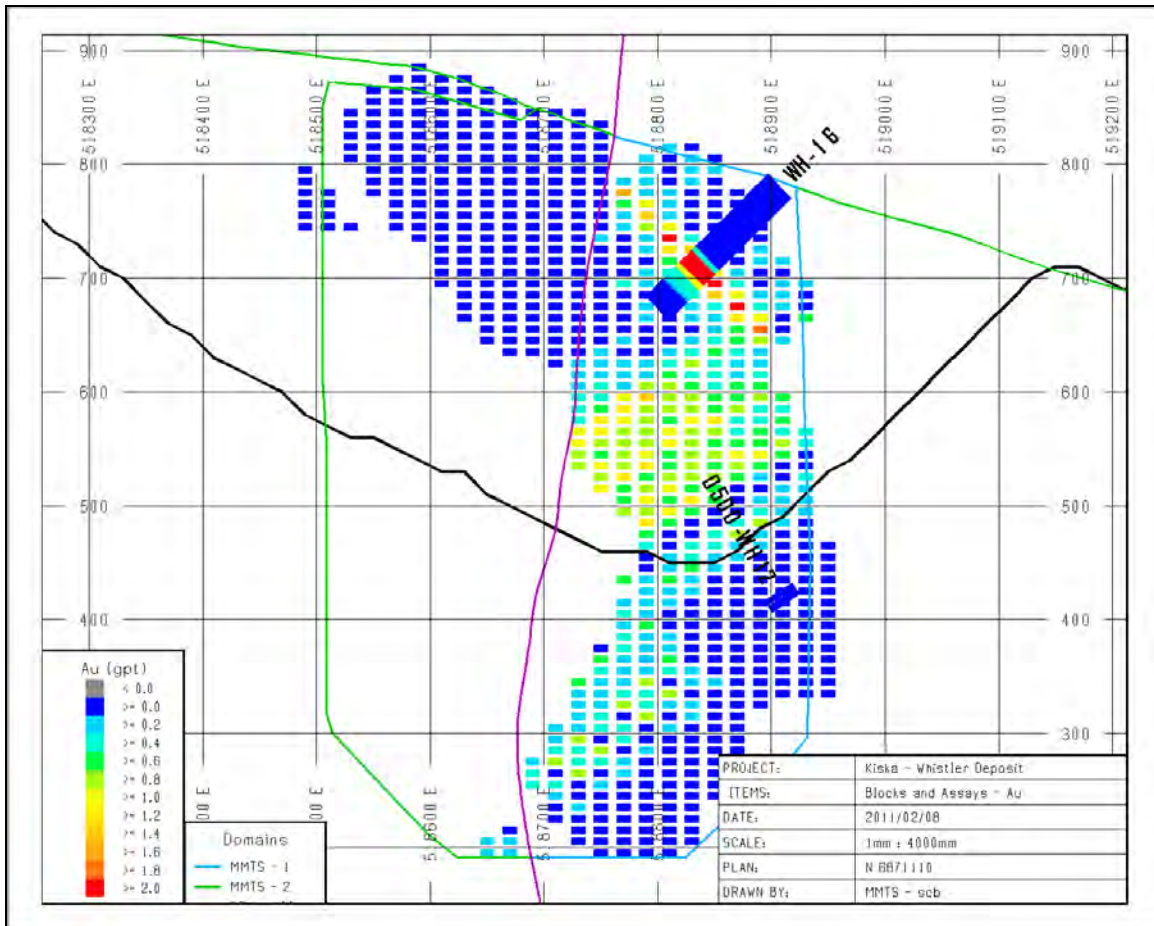 900
900
518300 E
518400 E
518500 E
518600 E
518700 E
518800 E
518900 E
519000 E
519100 E
519200 E
800
800
WH-16
700
700
600
600
500
500
400
400
300
300
Au (gpt)
< 0.0
>= 0.0
>= 0.2
>= 0.4
>= 0.6
>= 0.8
>= 1.0
>= 1.2
>= 1.4
>= 1.6
>= 1.8
>= 2.0
Domains
MMTS - 1
MMTS - 2
PROJECT: Kiska - Whistler Deposit
ITEMS: Blocks and Assays - Au
DATE: 2011/02/08
SCALE: 1mm : 4000mm
PLAN: N 6871110
DRAWN BY: MMTS - scb